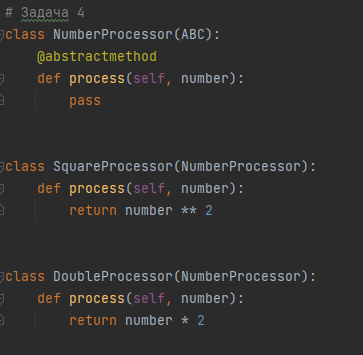 # Задача 4
class NumberProcessor(ABC):
    @abstractmethod
    def process(self, number):
        pass
class SquareProcessor(NumberProcessor):
    def process(self, number):
        return number ** 2
class DoubleProcessor(NumberProcessor):
    def process(self, number):
        return number * 2